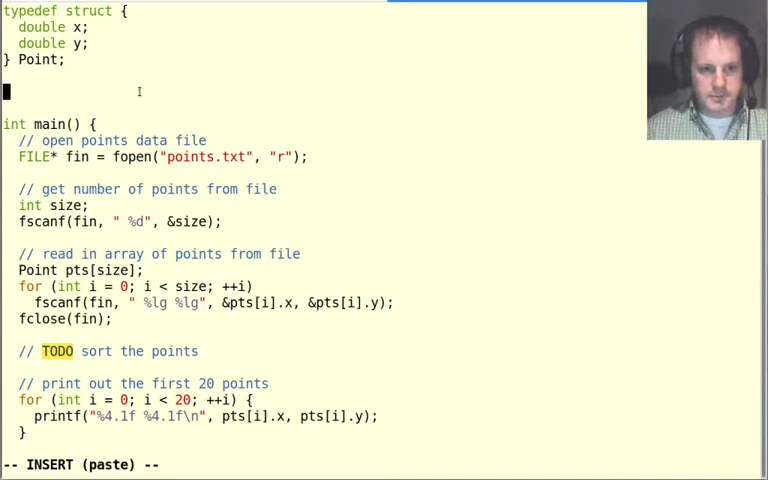 typedef struct {
  double x;
  double y;
} Point;
int main() {
  // open points data file
  FILE* fin = fopen("points.txt", "r");
  // get number of points from file
  int size;
  fscanf(fin, " %d", &size);
  // read in array of points from file
  Point pts[size];
  for (int i = 0; i < size; ++i)
    fscanf(fin, " %lg %lg", &pts[i].x, &pts[i].y);
  fclose(fin);
  // TODO sort the points
  // print out the first 20 points
  for (int i = 0; i < 20; ++i) {
    printf("%4.1f %4.1f\n", pts[i].x, pts[i].y);
  }
-- INSERT (paste) --